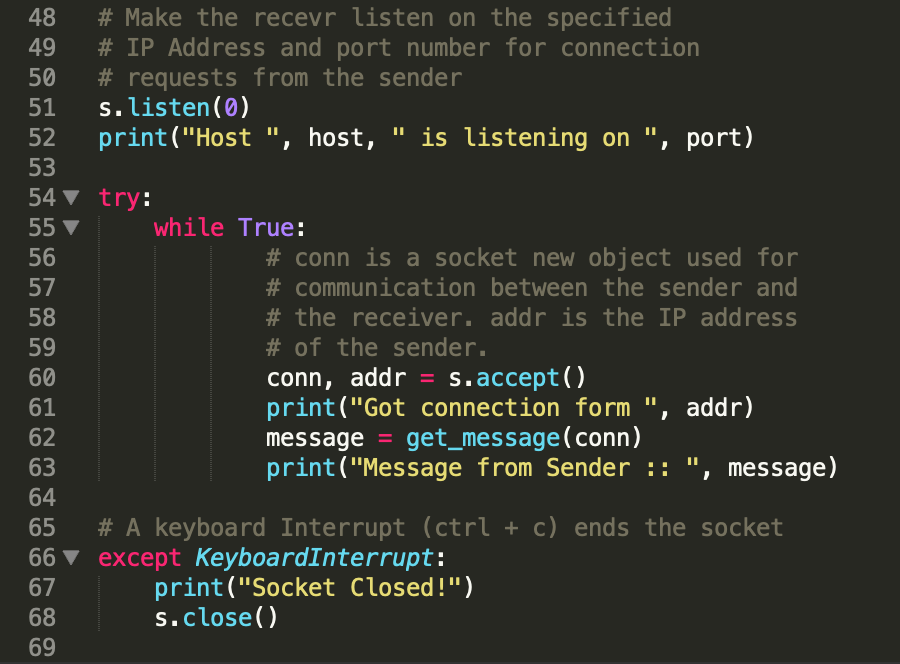 48 # Make the recevr listen on the specified
49 # IP Address and port number for connection
50 # requests from the sender
51 s.listen(0)
52 print("Host ", host, " is listening on ", port)
53
54 try:
55 while True:
56 # conn is a socket new object used for
57 # communication between the sender and
58 # the receiver. addr is the IP address
59 # of the sender.
60 conn, addr = s.accept()
61 print("Got connection form ", addr)
62 message = get_message(conn)
63 print("Message from Sender :: ", message)
64
65 # A keyboard Interrupt (ctrl + c) ends the socket
66 except KeyboardInterrupt:
67 print("Socket Closed!")
68 s.close()
69